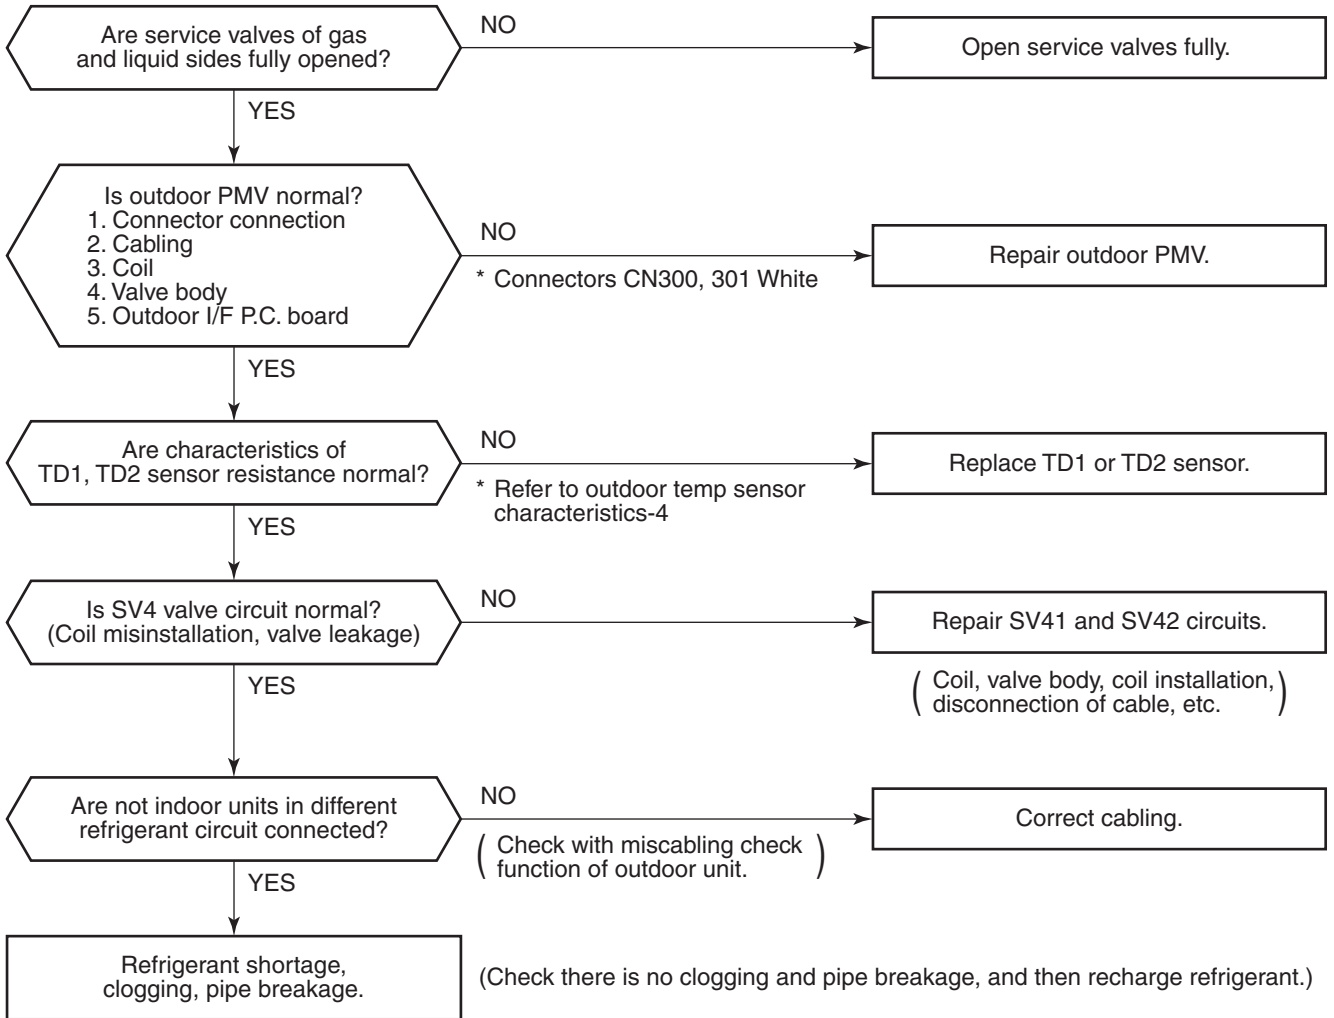 Are service valves of gas
and liquid sides fully opened?
NO
Open service valves fully.
YES
Is outdoor PMV normal?
1. Connector connection
2. Cabling
3. Coil
4. Valve body
5. Outdoor I/F P.C. board
NO
* Connectors CN300, 301 White
Repair outdoor PMV.
YES
Are characteristics of
TD1, TD2 sensor resistance normal?
NO
* Refer to outdoor temp sensor
characteristics-4
Replace TD1 or TD2 sensor.
YES
Is SV4 valve circuit normal?
(Coil misinstallation, valve leakage)
NO
Repair SV41 and SV42 circuits.
(Coil, valve body, coil installation,
disconnection of cable, etc.)
YES
Are not indoor units in different
refrigerant circuit connected?
NO
(Check with miscabling check
function of outdoor unit.)
Correct cabling.
YES
Refrigerant shortage,
clogging, pipe breakage.
(Check there is no clogging and pipe breakage, and then recharge refrigerant.)